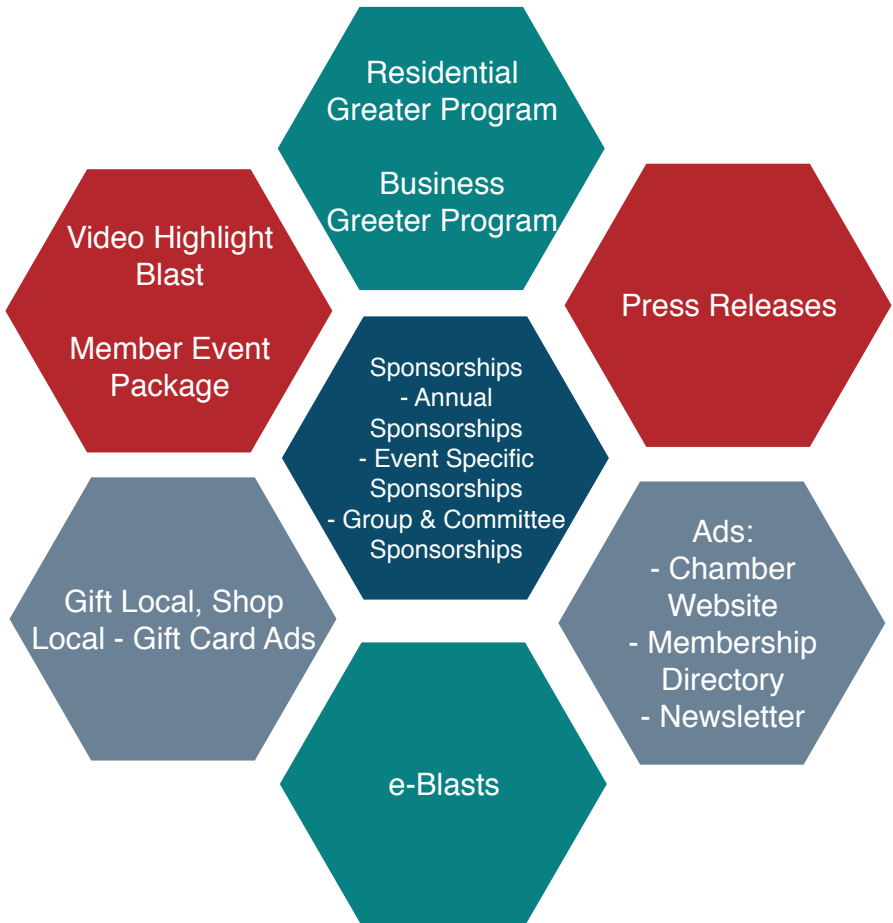 Residential
Greater Program
Business
Greeter Program
Video Highlight
Blast
Member Event
Package
Press Releases
Sponsorships
- Annual
Sponsorships
- Event Specific
Sponsorships
- Group & Committee
Sponsorships
Gift Local, Shop
Local - Gift Card Ads
Ads:
- Chamber
Website
- Membership
Directory
- Newsletter
e-Blasts